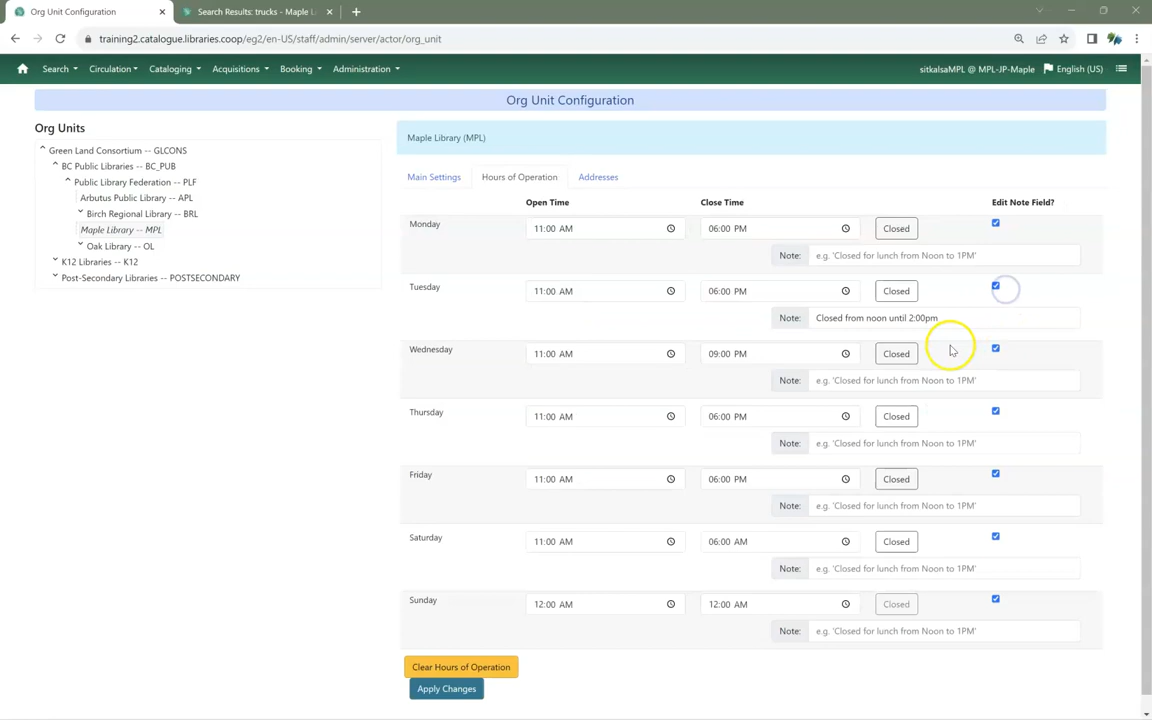 Org Unit Configuration
Search Results: trucks - Maple L
training2.catalogue.libraries.coop/eg2/en-US/staff/admin/server/actor/org_unit
Search Circulation Cataloging Acquisitions Booking Administration sitkalsaMPL @ MPL-JP-Maple English (US)
Org Unit Configuration
Org Units
Green Land Consortium -- GLCONS
BC Public Libraries -- BC_PUB
Public Library Federation -- PLF
Arbutus Public Library -- APL
Birch Regional Library -- BRL
Maple Library -- MPL
Oak Library -- OL
K12 Libraries -- K12
Post-Secondary Libraries -- POSTSECONDARY
Maple Library (MPL)
Main Settings Hours of Operation Addresses
Open Time Close Time Edit Note Field?
Monday 11:00 AM 06:00 PM Closed
Note: e.g. 'Closed for lunch from Noon to 1PM'
Tuesday 11:00 AM 06:00 PM Closed
Note: Closed from noon until 2:00pm
Wednesday 11:00 AM 09:00 PM Closed
Note: e.g. 'Closed for lunch from Noon to 1PM'
Thursday 11:00 AM 06:00 PM Closed
Note: e.g. 'Closed for lunch from Noon to 1PM'
Friday 11:00 AM 06:00 PM Closed
Note: e.g. 'Closed for lunch from Noon to 1PM'
Saturday 11:00 AM 06:00 AM Closed
Note: e.g. 'Closed for lunch from Noon to 1PM'
Sunday 12:00 AM 12:00 AM Closed
Note: e.g. 'Closed for lunch from Noon to 1PM'
Clear Hours of Operation
Apply Changes